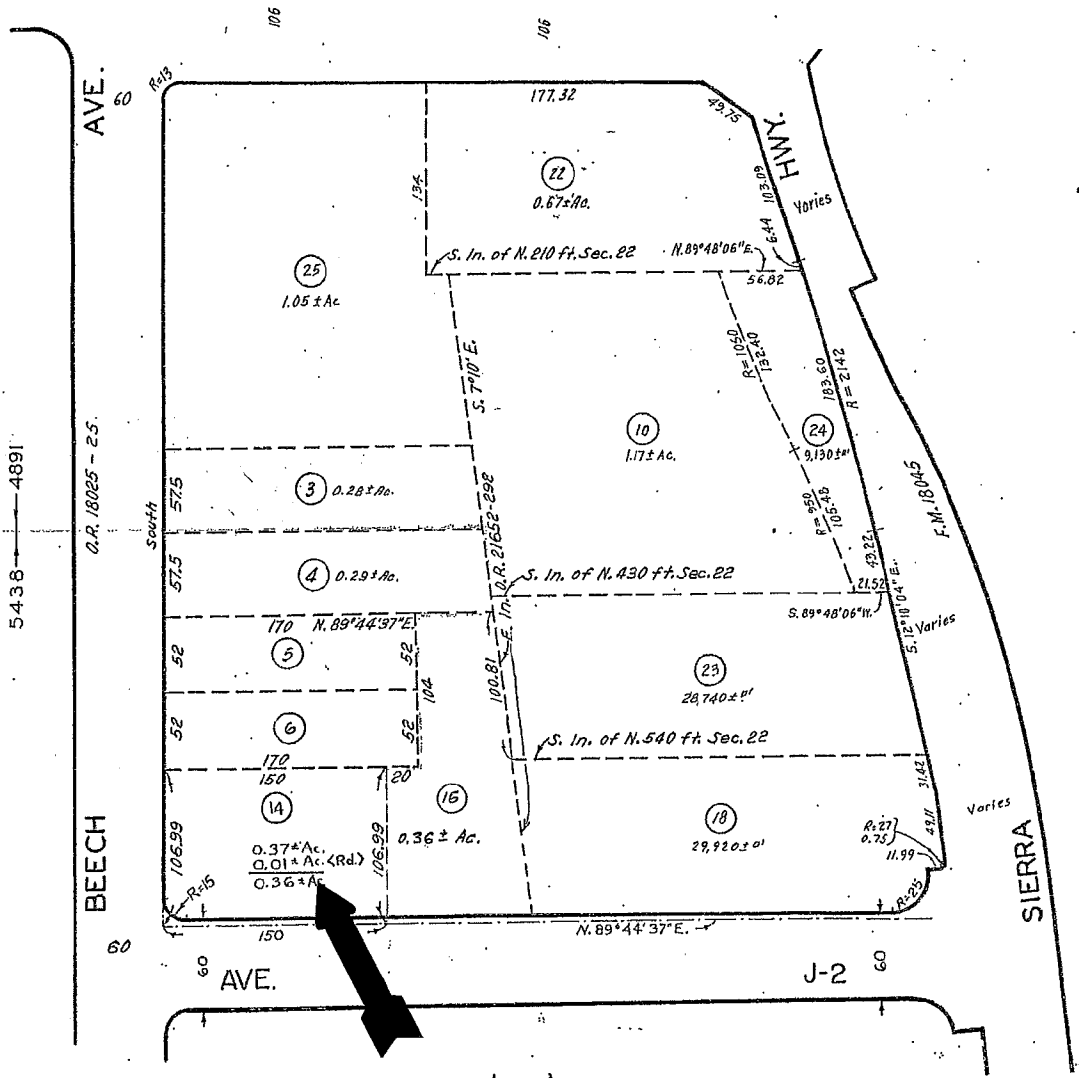 106
106
AVE.
60
R=13
177.32
49.75
HWY.
103.09
Varies
6.44
134
22
0.67±Ac.
S. ln. of N.210 ft. Sec.22
N.89°48'06"E.
56.82
25
1.05 ± Ac.
S. 7°10' E.
R=1050
132.40
183.60
R = 2142
10
1.17± Ac.
24
9,130±□'
R=950
105.48
F.M.18045
5438 4891
O.R. 18025-25.
South
57.5
3 0.28±Ac.
57.5
4 0.29±Ac.
O.R. 21652-292
E. ln.
S. ln. of N.430 ft. Sec.22
43.22
21.52
S.89°48'06"W.
S.12°10'04"E.
Varies
170 N.89°44'37"E.
52
5
52
104
100.81
23
28,740±□'
52
6
52
S. ln. of N.540 ft. Sec.22
170
150
20
31.42
14
16
0.36 ± Ac.
18
29,920±□'
106.99
0.37±Ac.
0.01±Ac.<Rd.>
0.36±Ac.
106.99
R=27
0.75
49.11
11.99
Varies
BEECH
R=15
R=25
SIERRA
150
N.89°44'37"E.
60
60
AVE.
J-2
60